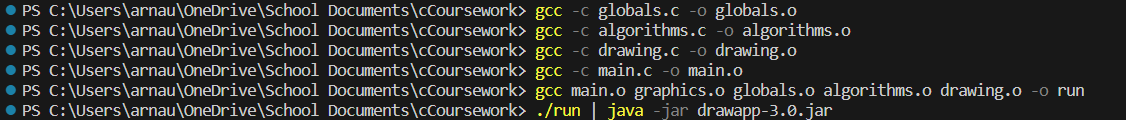 PS C:\Users\arnau\OneDrive\School Documents\cCoursework> gcc -c globals.c -o globals.o
PS C:\Users\arnau\OneDrive\School Documents\cCoursework> gcc -c algorithms.c -o algorithms.o
PS C:\Users\arnau\OneDrive\School Documents\cCoursework> gcc -c drawing.c -o drawing.o
PS C:\Users\arnau\OneDrive\School Documents\cCoursework> gcc -c main.c -o main.o
PS C:\Users\arnau\OneDrive\School Documents\cCoursework> gcc main.o graphics.o globals.o algorithms.o drawing.o -o run
PS C:\Users\arnau\OneDrive\School Documents\cCoursework> ./run | java -jar drawapp-3.0.jar